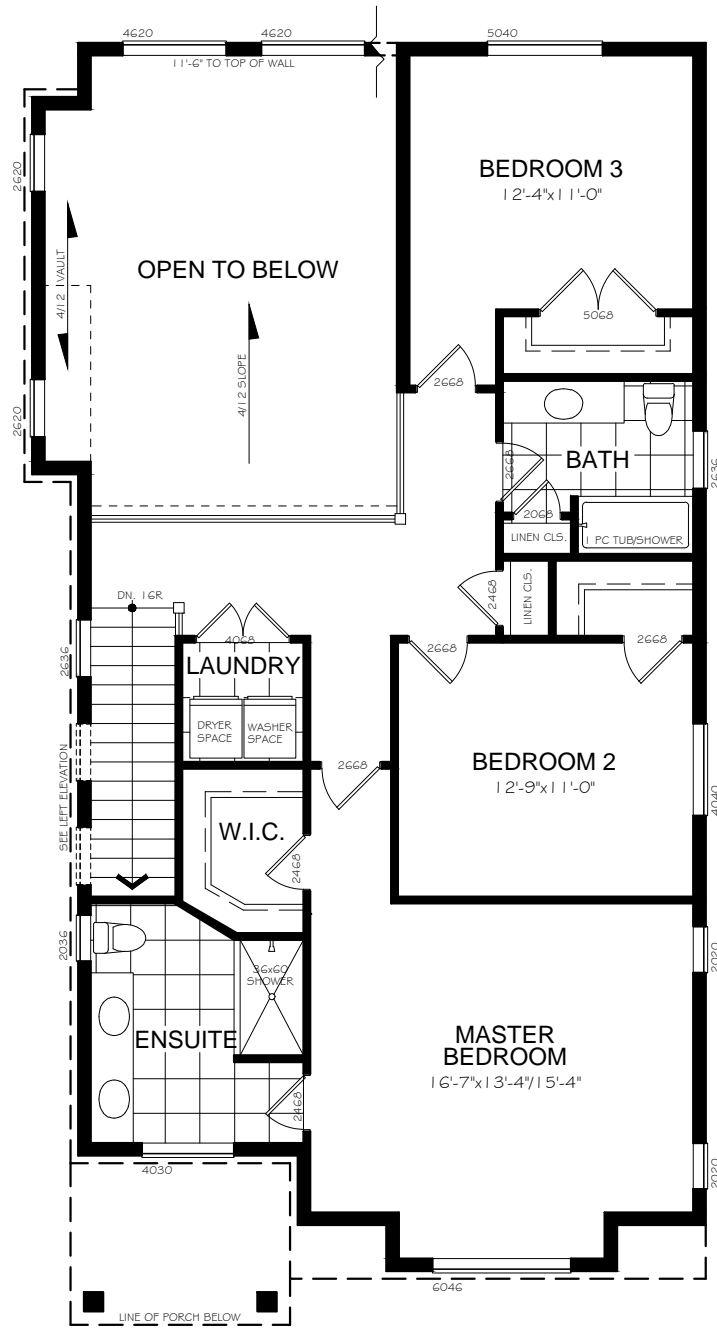 4620
4620
5040
11'-6" TO TOP OF WALL
2620
BEDROOM 3
12'-4"x11'-0"
4/12 VAULT
OPEN TO BELOW
5068
4/12 SLOPE
2620
2668
BATH
2668
2636
2068
LINEN CLS.
1 PC TUB/SHOWER
DN. 16R
2468
LINEN CLS.
2636
4068
LAUNDRY
2668
2668
DRYER
SPACE
WASHER
SPACE
2668
BEDROOM 2
12'-9"x11'-0"
4040
SEE LEFT ELEVATION
W.I.C.
2468
2036
2020
36x60
SHOWER
ENSUITE
MASTER
BEDROOM
16'-7"x13'-4"/15'-4"
2468
4030
2020
6046
LINE OF PORCH BELOW